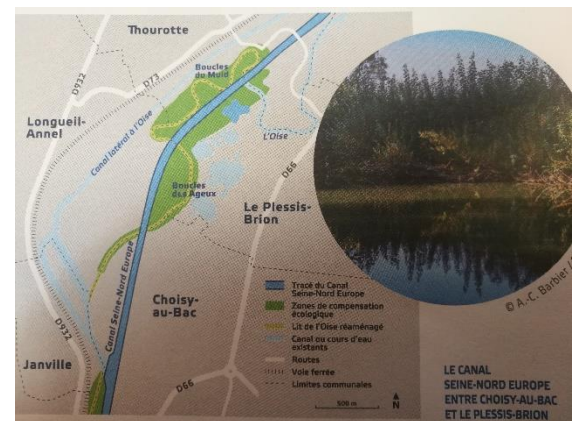 Thourotte
D932
D73
Boucles
du Muid
Longueil-
Annel
Canal latéral à l'Oise
L'Oise
D66
Boucles
des Ageux
Le Plessis-
Brion
Canal Seine-Nord Europe
Choisy-
au-Bac
D932
Janville
D66
Tracé du Canal
Seine-Nord Europe
Zones de compensation
écologique
Lit de l'Oise réaménagé
Canal ou cours d'eau
existants
Routes
Voie ferrée
Limites communales
500 m
N
© A.-C. Barbier /
LE CANAL
SEINE-NORD EUROPE
ENTRE CHOISY-AU-BAC
ET LE PLESSIS-BRION